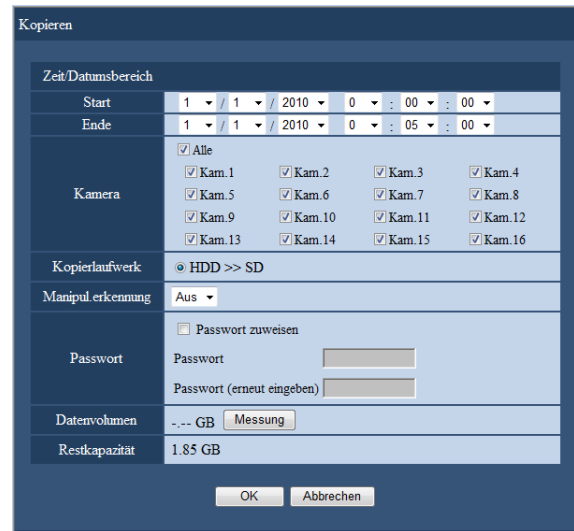 Kopieren
Zeit/Datumsbereich
Start 1 / 1 / 2010 0 : 00 : 00
Ende 1 / 1 / 2010 0 : 05 : 00
Kamera
Alle
Kam.1 Kam.2 Kam.3 Kam.4
Kam.5 Kam.6 Kam.7 Kam.8
Kam.9 Kam.10 Kam.11 Kam.12
Kam.13 Kam.14 Kam.15 Kam.16
Kopierlaufwerk HDD >> SD
Manipul.erkennung Aus
Passwort
Passwort zuweisen
Passwort
Passwort (erneut eingeben)
Datenvolumen -.-- GB Messung
Restkapazität 1.85 GB
OK Abbrechen